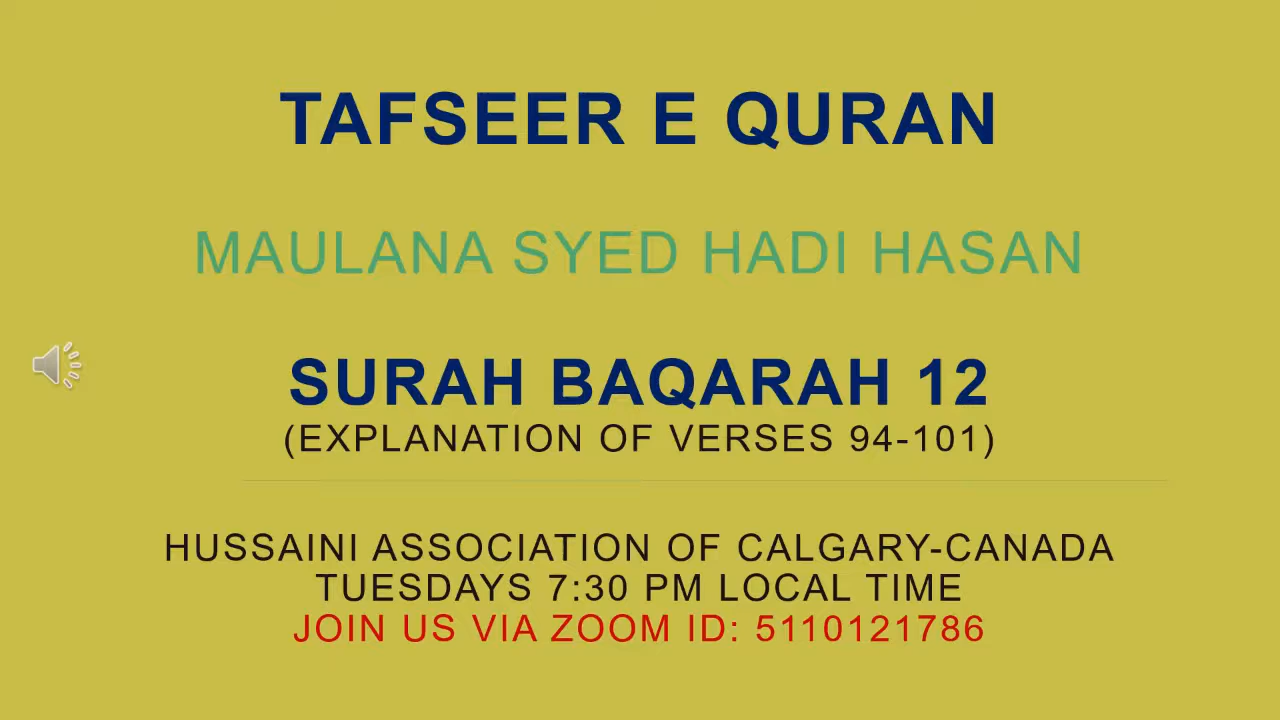 TAFSEER E QURAN
MAULANA SYED HADI HASAN
SURAH BAQARAH 12
(EXPLANATION OF VERSES 94-101)
HUSSAINI ASSOCIATION OF CALGARY-CANADA
TUESDAYS 7:30 PM LOCAL TIME
JOIN US VIA ZOOM ID: 5110121786